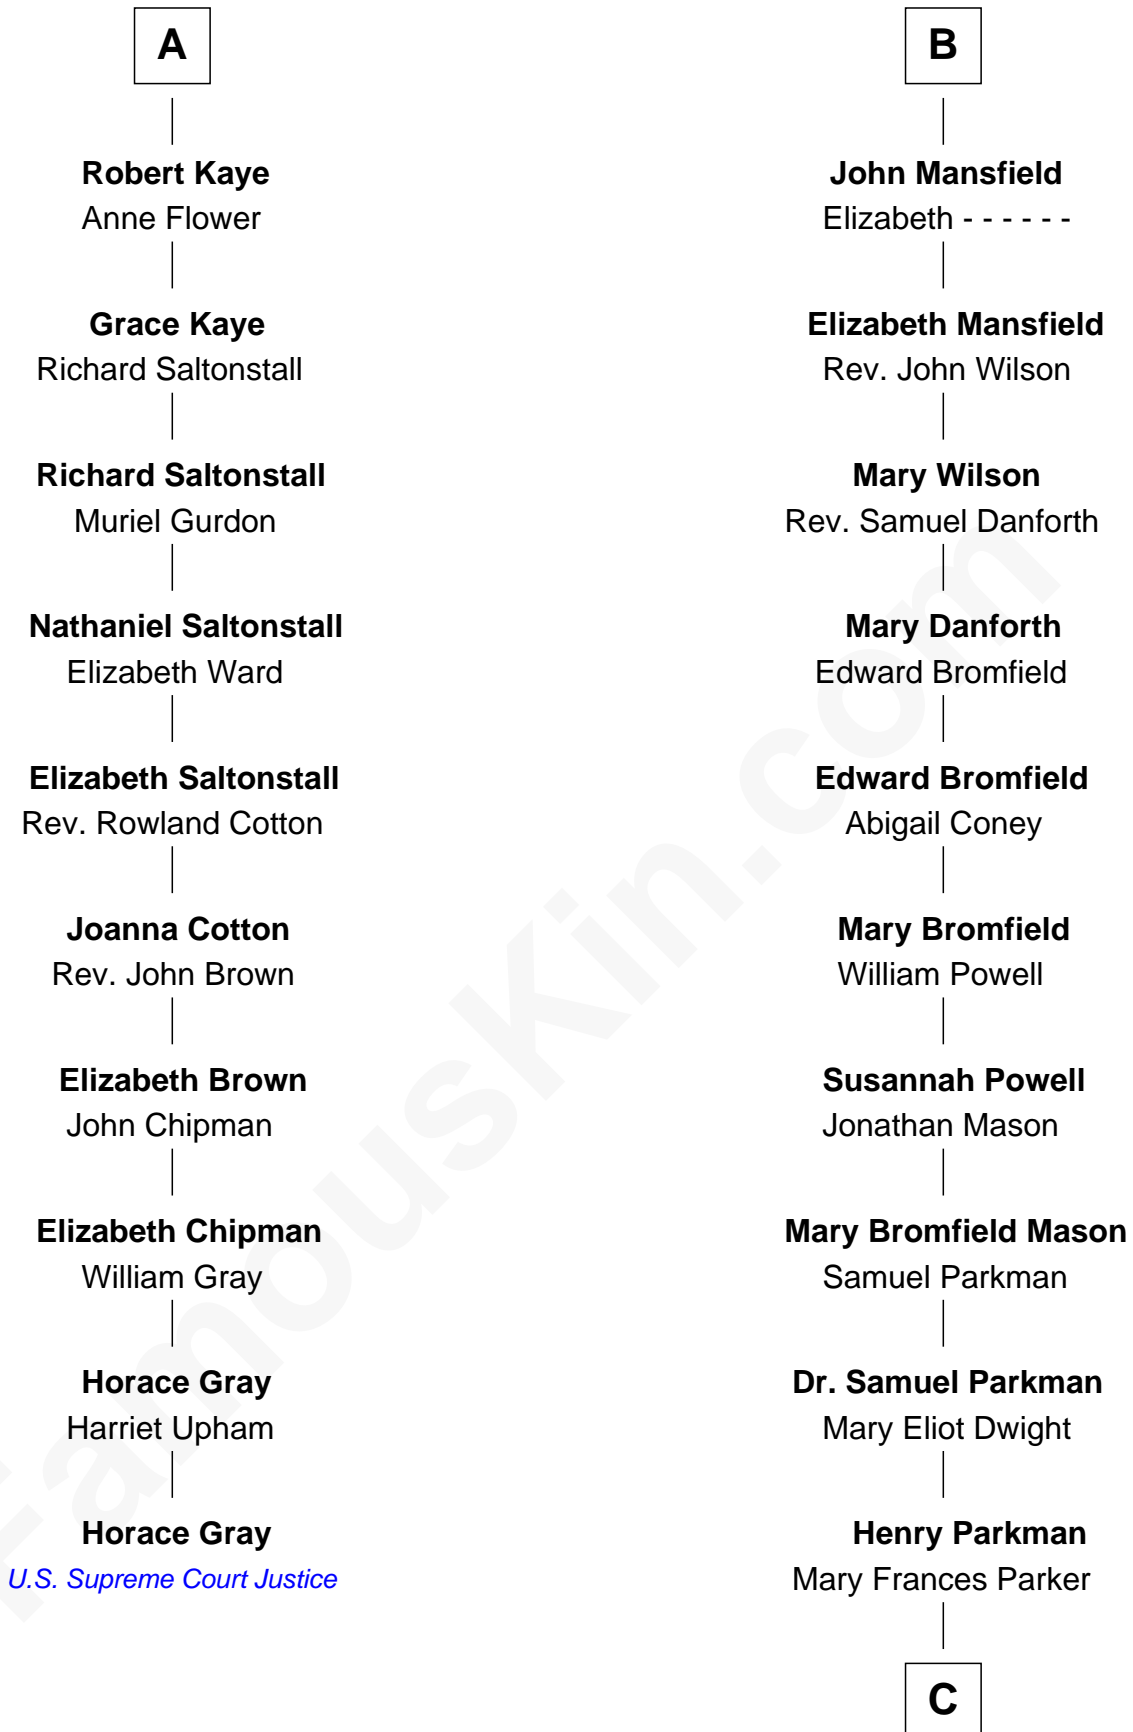 A
Robert Kaye
Anne Flower
Grace Kaye
Richard Saltonstall
Richard Saltonstall
Muriel Gurdon
Nathaniel Saltonstall
Elizabeth Ward
Elizabeth Saltonstall
Rev. Rowland Cotton
Joanna Cotton
Rev. John Brown
Elizabeth Brown
John Chipman
Elizabeth Chipman
William Gray
Horace Gray
Harriet Upham
Horace Gray
U.S. Supreme Court Justice
B
John Mansfield
Elizabeth - - - - - -
Elizabeth Mansfield
Rev. John Wilson
Mary Wilson
Rev. Samuel Danforth
Mary Danforth
Edward Bromfield
Edward Bromfield
Abigail Coney
Mary Bromfield
William Powell
Susannah Powell
Jonathan Mason
Mary Bromfield Mason
Samuel Parkman
Dr. Samuel Parkman
Mary Eliot Dwight
Henry Parkman
Mary Frances Parker
C
FamousKin.com